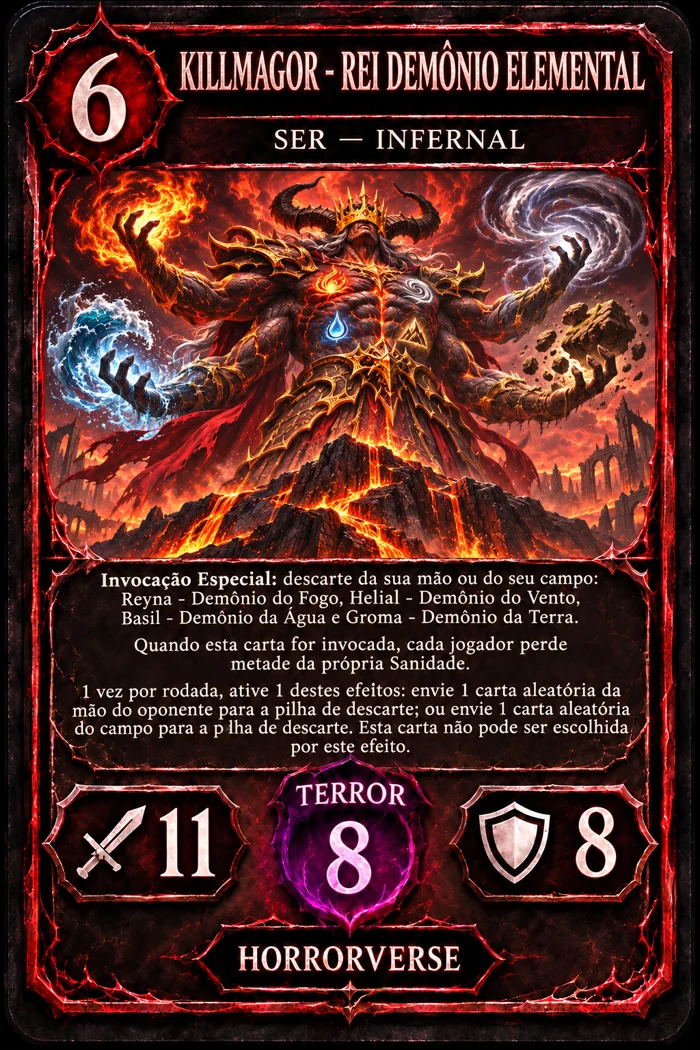 6
KILLMAGOR - REI DEMÔNIO ELEMENTAL
SER — INFERNAL
Invocação Especial: descarte da sua mão ou do seu campo:
Reyna - Demônio do Fogo, Helial - Demônio do Vento,
Basil - Demônio da Água e Groma - Demônio da Terra.
Quando esta carta for invocada, cada jogador perde
metade da própria Sanidade.
1 vez por rodada, ative 1 destes efeitos: envie 1 carta aleatória da
mão do oponente para a pilha de descarte; ou envie 1 carta aleatória
do campo para a pilha de descarte. Esta carta não pode ser escolhida
por este efeito.
11
TERROR
8
8
HORRORVERSE